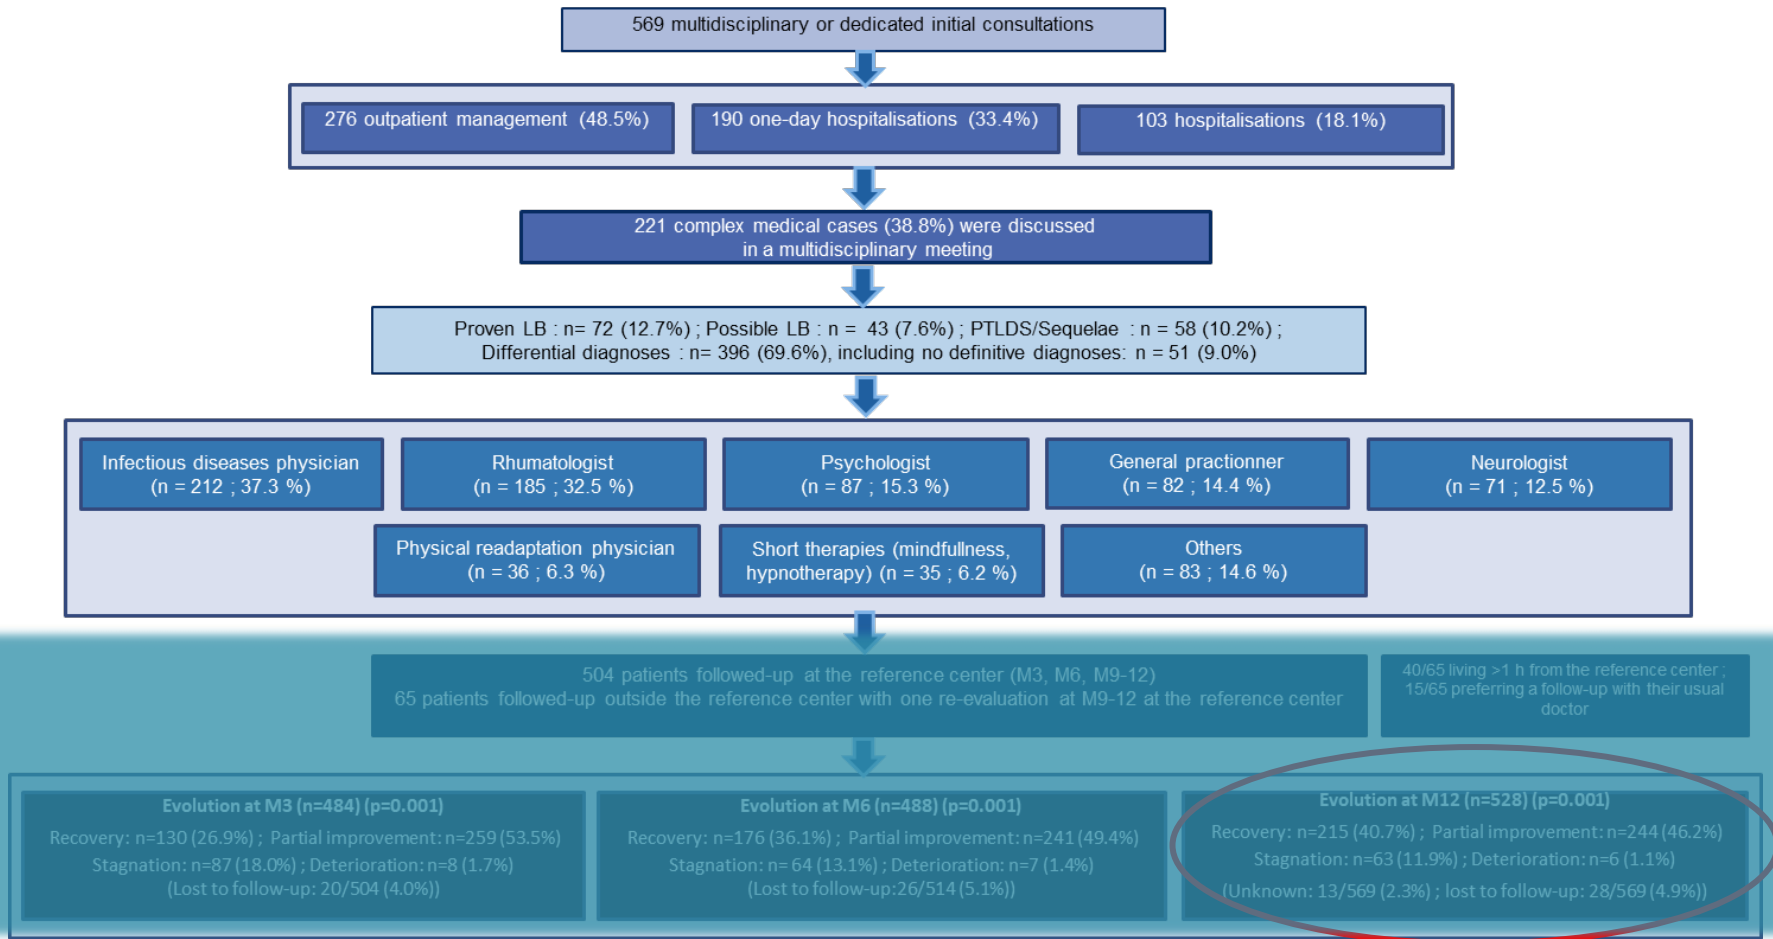 569 multidisciplinary or dedicated initial consultations
276 outpatient management (48.5%)
190 one-day hospitalisations (33.4%)
103 hospitalisations (18.1%)
221 complex medical cases (38.8%) were discussed
in a multidisciplinary meeting
Proven LB : n= 72 (12.7%) ; Possible LB : n = 43 (7.6%) ; PTLDS/Sequelae : n = 58 (10.2%) ;
Differential diagnoses : n= 396 (69.6%), including no definitive diagnoses: n = 51 (9.0%)
Infectious diseases physician
(n = 212 ; 37.3 %)
Rhumatologist
(n = 185 ; 32.5 %)
Psychologist
(n = 87 ; 15.3 %)
General practionner
(n = 82 ; 14.4 %)
Neurologist
(n = 71 ; 12.5 %)
Physical readaptation physician
(n = 36 ; 6.3 %)
Short therapies (mindfullness,
hypnotherapy) (n = 35 ; 6.2 %)
Others
(n = 83 ; 14.6 %)
504 patients followed-up at the reference center (M3, M6, M9-12)
65 patients followed-up outside the reference center with one re-evaluation at M9-12 at the reference center
40/65 living >1 h from the reference center ;
15/65 preferring a follow-up with their usual
doctor
Evolution at M3 (n=484) (p=0.001)
Recovery: n=130 (26.9%) ; Partial improvement: n=259 (53.5%)
Stagnation: n=87 (18.0%) ; Deterioration: n=8 (1.7%)
(Lost to follow-up: 20/504 (4.0%))
Evolution at M6 (n=488) (p=0.001)
Recovery: n=176 (36.1%) ; Partial improvement: n=241 (49.4%)
Stagnation: n= 64 (13.1%) ; Deterioration: n=7 (1.4%)
(Lost to follow-up:26/514 (5.1%))
Evolution at M12 (n=528) (p=0.001)
Recovery: n=215 (40.7%) ; Partial improvement: n=244 (46.2%)
Stagnation: n=63 (11.9%) ; Deterioration: n=6 (1.1%)
(Unknown: 13/569 (2.3%) ; lost to follow-up: 28/569 (4.9%))